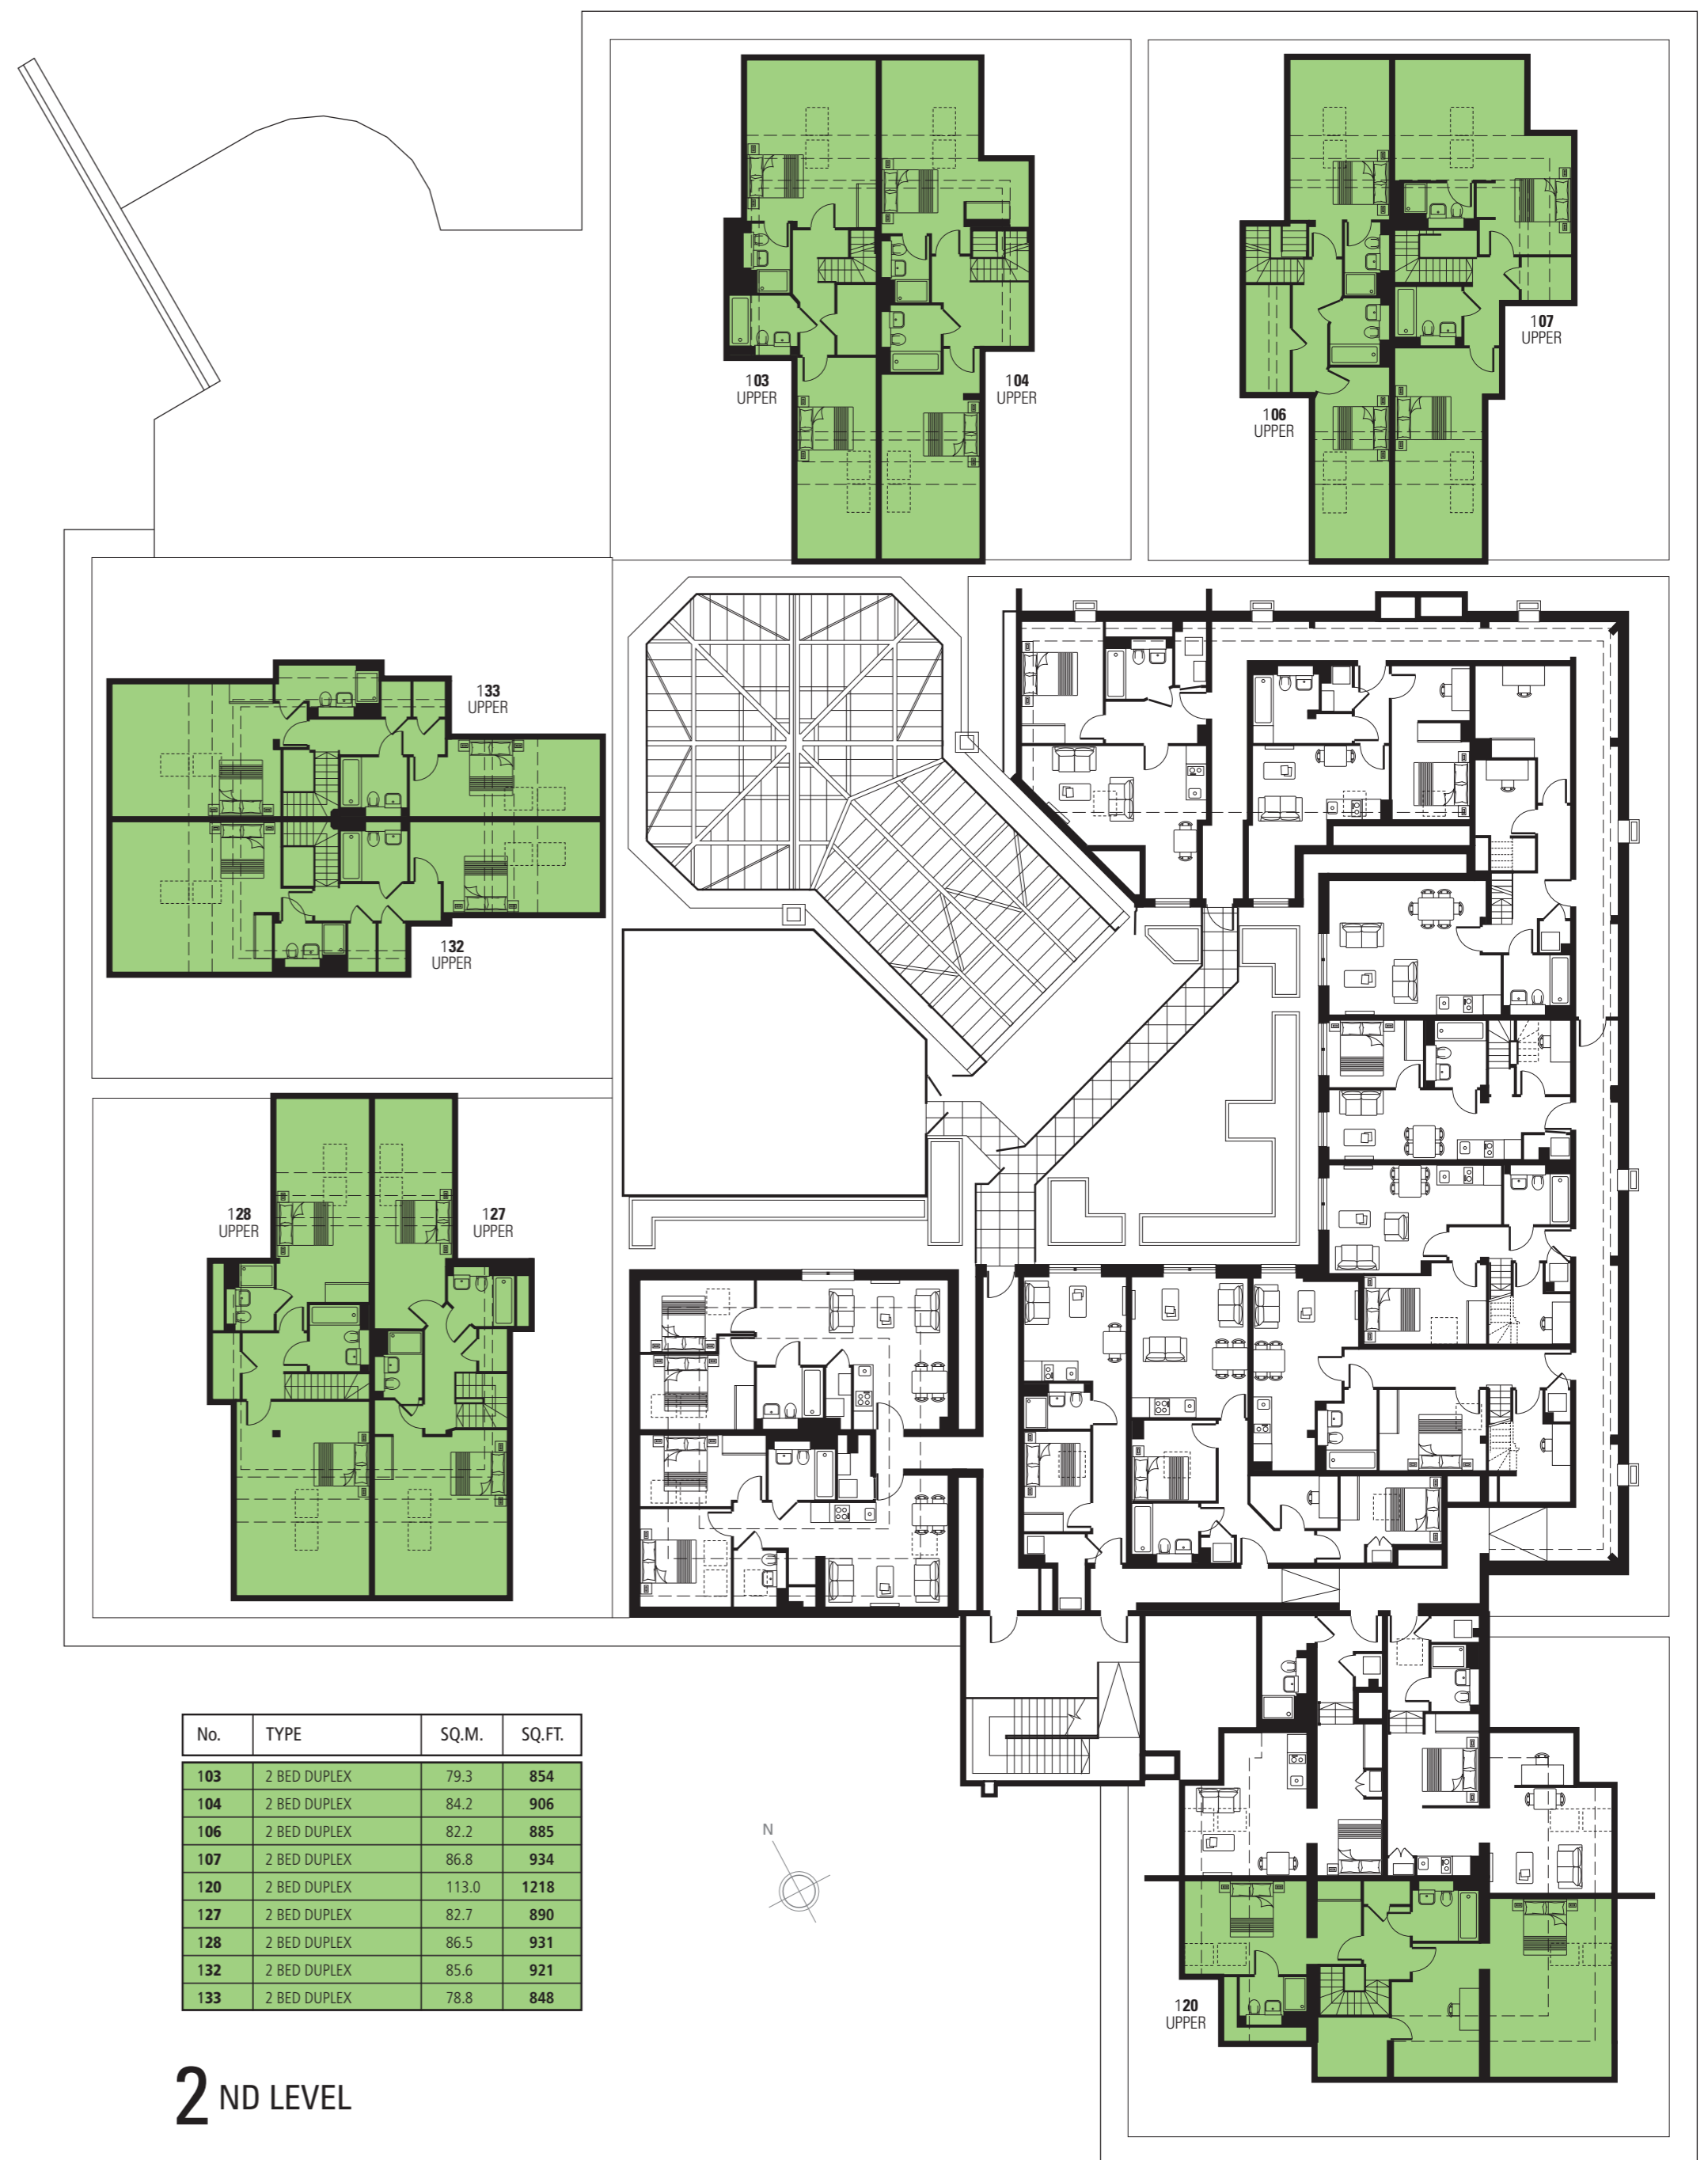 103
UPPER
104
UPPER
106
UPPER
107
UPPER
133
UPPER
132
UPPER
128
UPPER
127
UPPER
No. TYPE SQ.M. SQ.FT.
103 2 BED DUPLEX 79.3 854
104 2 BED DUPLEX 84.2 906
106 2 BED DUPLEX 82.2 885
107 2 BED DUPLEX 86.8 934
120 2 BED DUPLEX 113.0 1218
127 2 BED DUPLEX 82.7 890
128 2 BED DUPLEX 86.5 931
132 2 BED DUPLEX 85.6 921
133 2 BED DUPLEX 78.8 848
N
120
UPPER
2 ND LEVEL